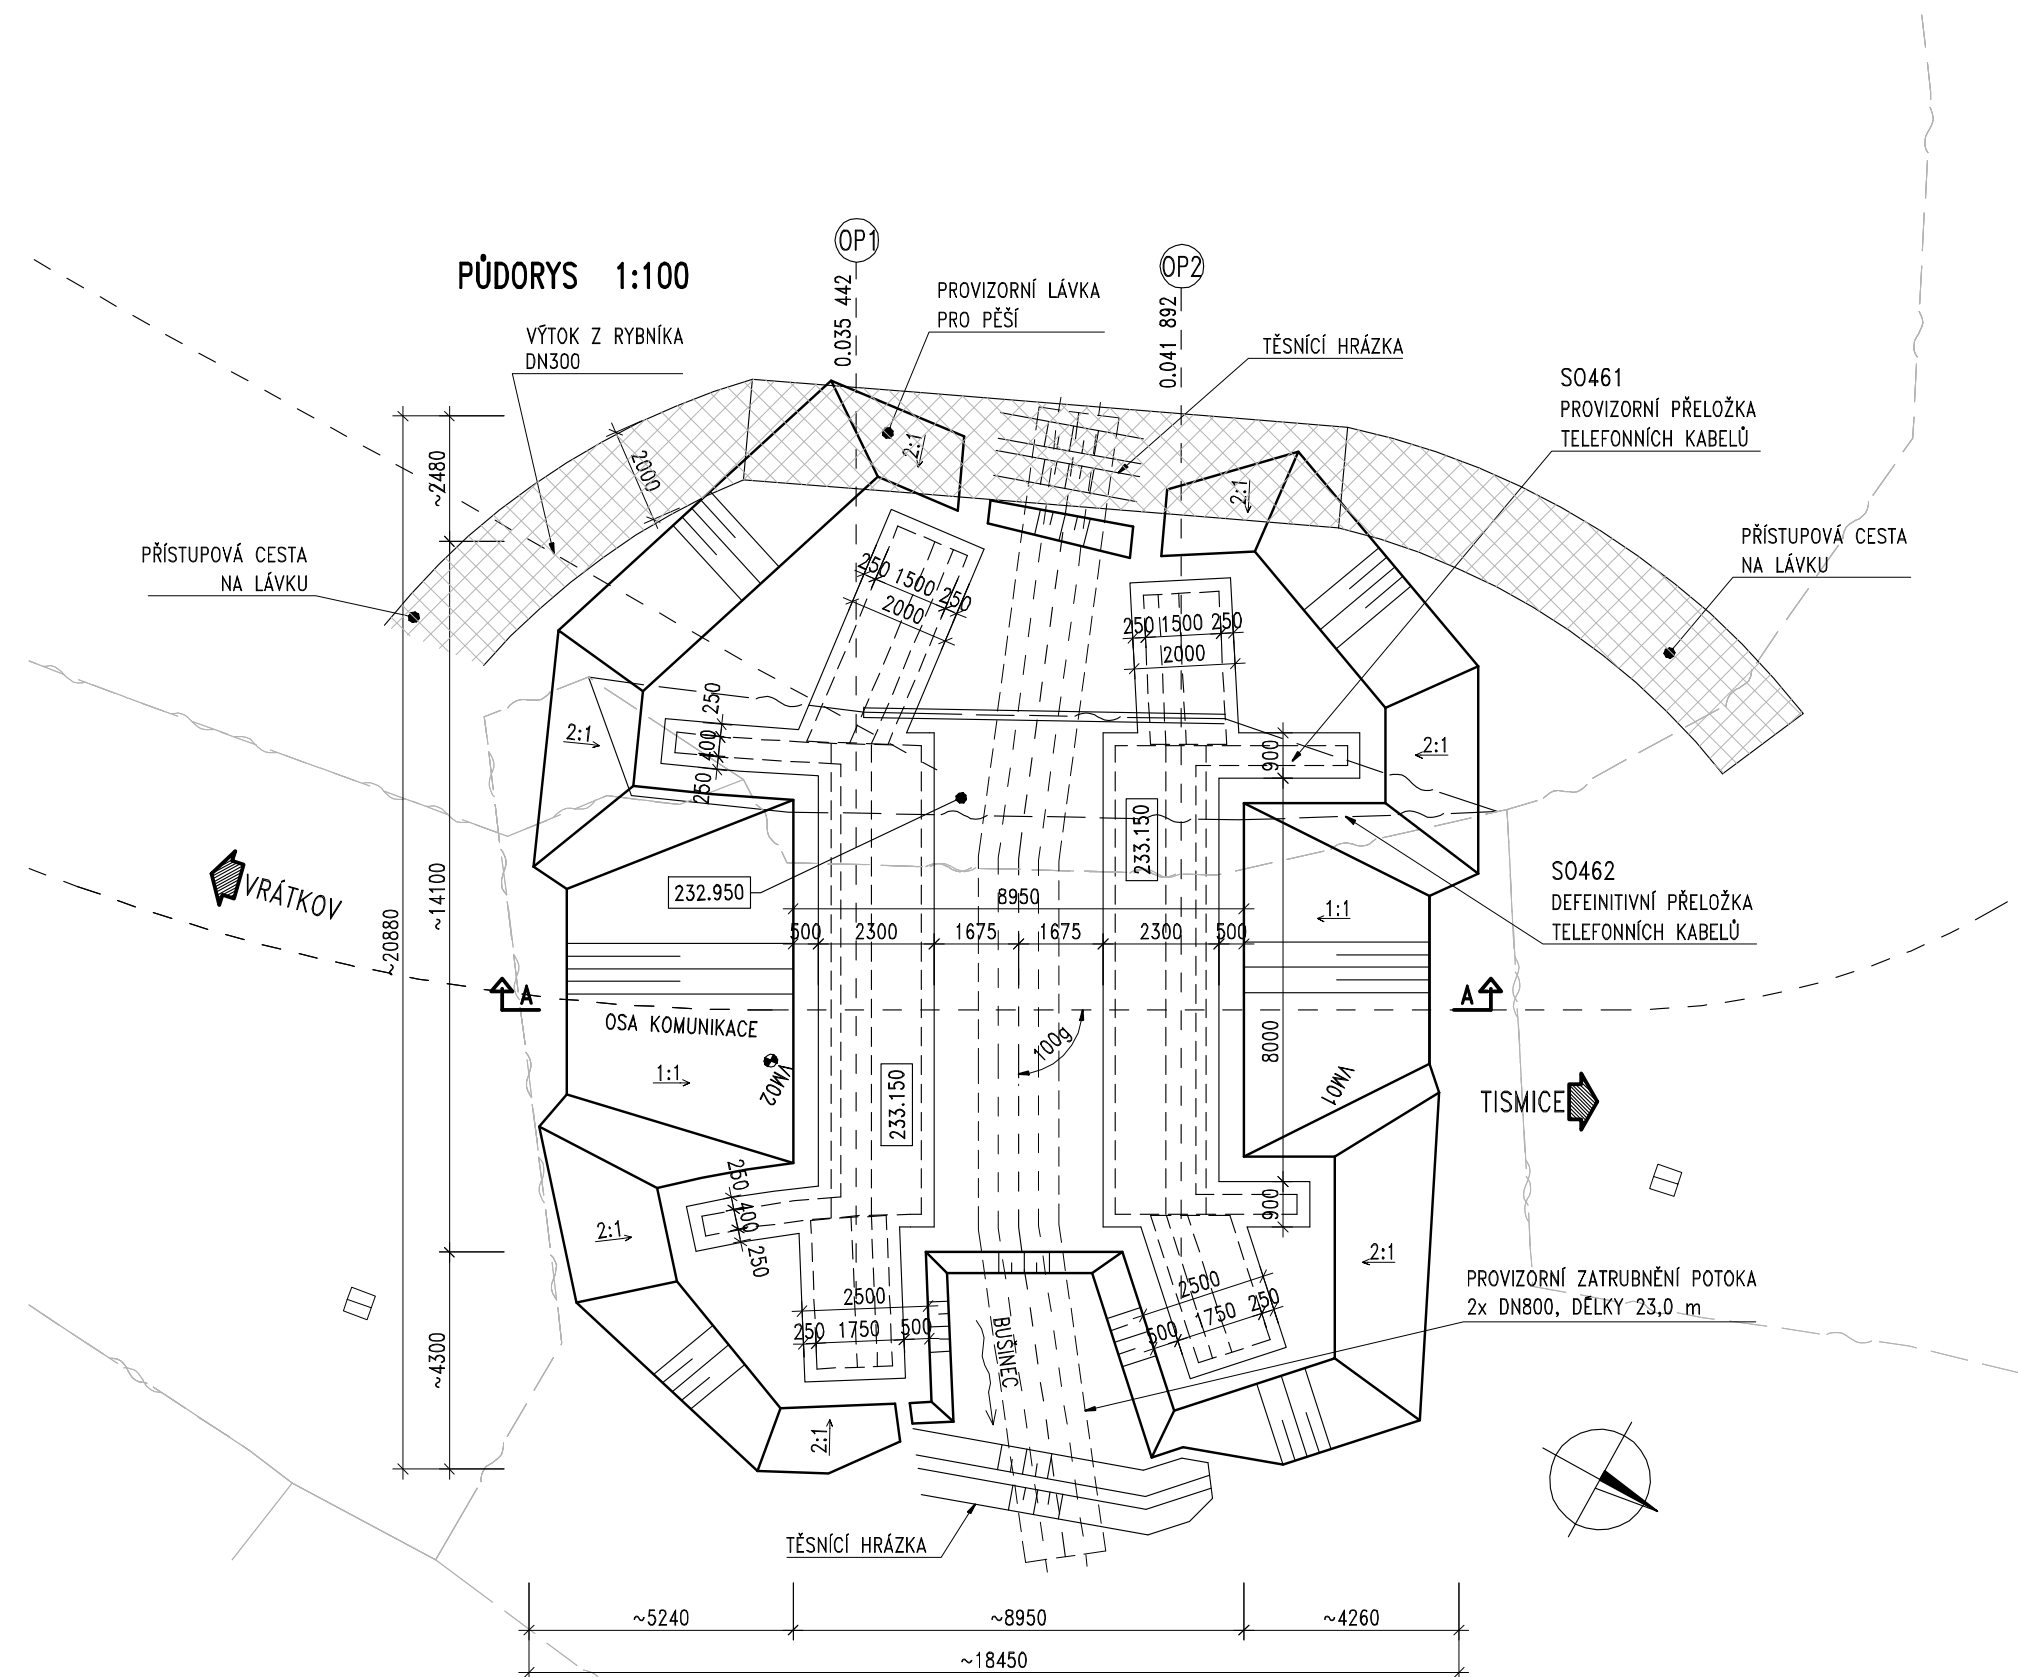 OP1
OP2
PŮDORYS 1:100
0.035 442
0.041 892
PROVIZORNÍ LÁVKA
PRO PĚŠÍ
VÝTOK Z RYBNÍKA
DN300
TĚSNÍCÍ HRÁZKA
SO461
PROVIZORNÍ PŘELOŽKA
TELEFONNÍCH KABELŮ
2:1
2000
~2480
2:1
PŘÍSTUPOVÁ CESTA
NA LÁVKU
PŘÍSTUPOVÁ CESTA
NA LÁVKU
250 1500 250
2000
250 1500 250
2000
250
400
250
2:1
900
2:1
233.150
SO462
DEFEINITIVNÍ PŘELOŽKA
TELEFONNÍCH KABELŮ
VRÁTKOV
232.950
8950
500 2300 1675 1675 2300 500
1:1
~14100
~20880
A
A
OSA KOMUNIKACE
100g
8000
1:1
VM02
VM01
233.150
TISMICE
250
400
250
900
2:1
2:1
2500
250 1750 500
BUŠINEC
2500
500 1750 250
PROVIZORNÍ ZATRUBNĚNÍ POTOKA
2x DN800, DÉLKY 23,0 m
~4300
2:1
TĚSNÍCÍ HRÁZKA
~5240 ~8950 ~4260
~18450